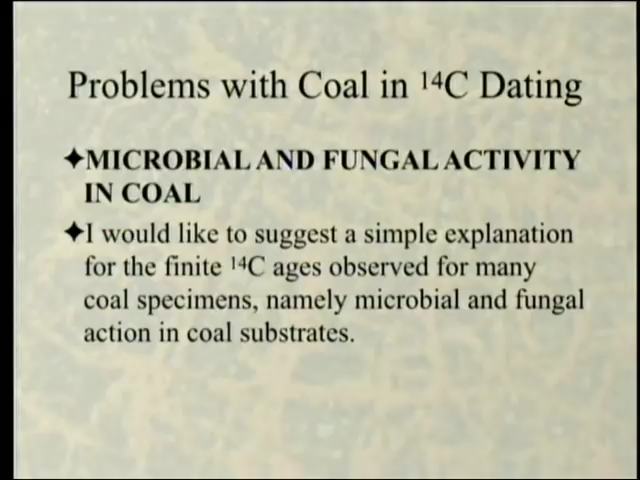 Problems with Coal in ¹⁴C Dating
✦MICROBIAL AND FUNGAL ACTIVITY
IN COAL
✦I would like to suggest a simple explanation
for the finite ¹⁴C ages observed for many
coal specimens, namely microbial and fungal
action in coal substrates.